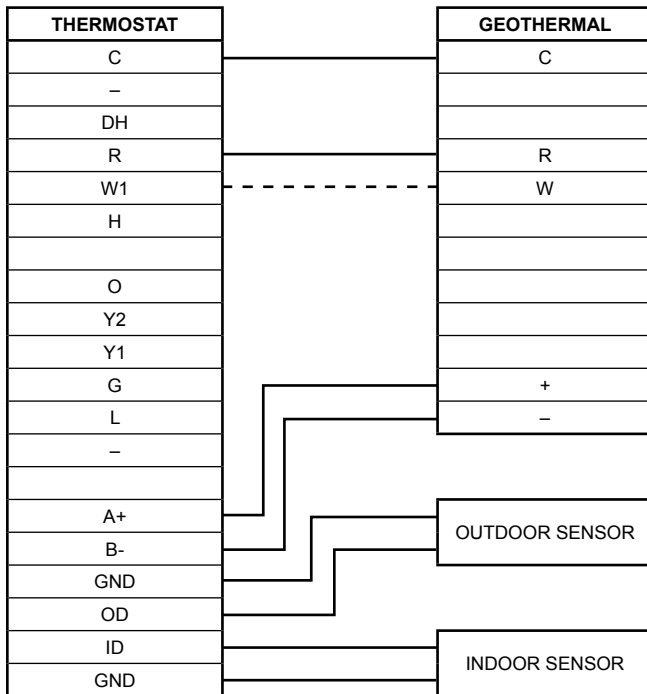 THERMOSTAT
C
–
DH
R
W1
H
O
Y2
Y1
G
L
–
A+
B-
GND
OD
ID
GND
GEOTHERMAL
C
R
W
+
–
OUTDOOR SENSOR
INDOOR SENSOR